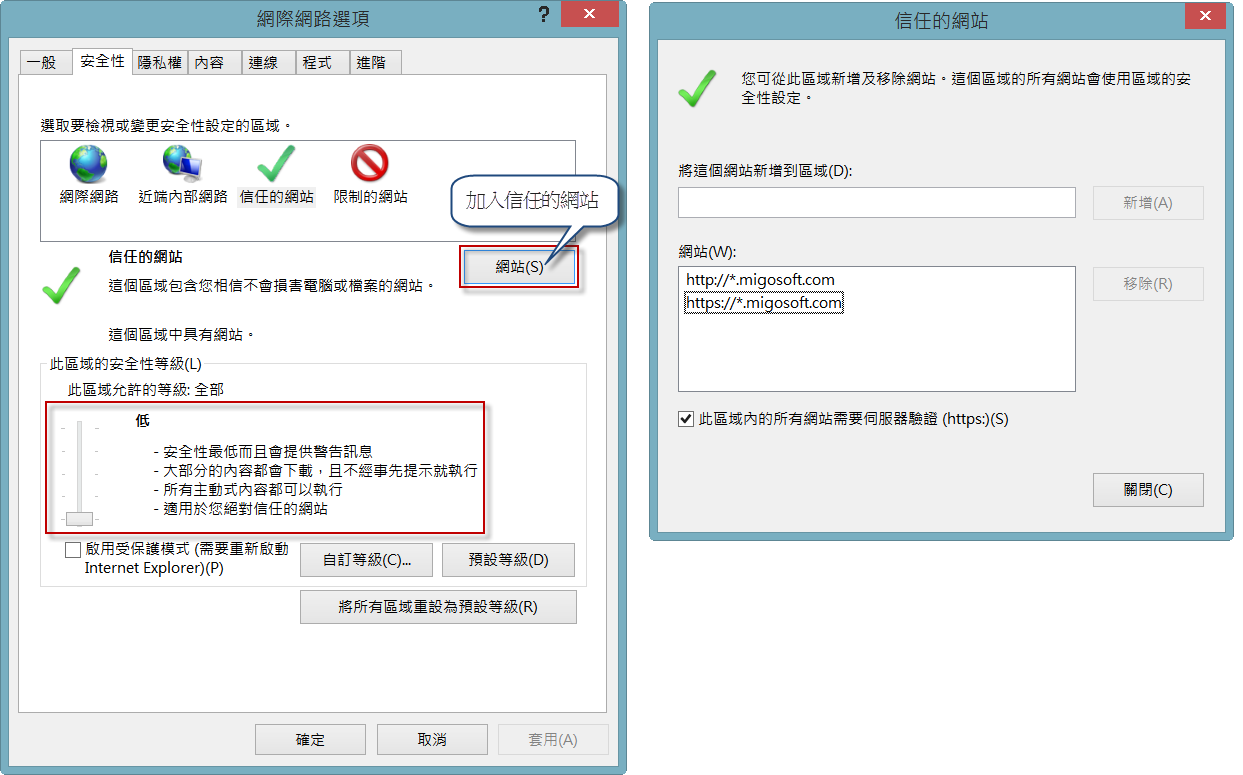 網際網路選項
?
一般
安全性
隱私權
內容
連線
程式
進階
選取要檢視或變更安全性設定的區域。
網際網路
近端內部網路
信任的網站
限制的網站
加入信任的網站
信任的網站
網站(S)
這個區域包含您相信不會損害電腦或檔案的網站。
這個區域中具有網站。
此區域的安全性等級(L)
此區域允許的等級: 全部
低
- 安全性最低而且會提供警告訊息
- 大部分的內容都會下載，且不經事先提示就執行
- 所有主動式內容都可以執行
- 適用於您絕對信任的網站
啟用受保護模式 (需要重新啟動
Internet Explorer)(P)
自訂等級(C)...
預設等級(D)
將所有區域重設為預設等級(R)
確定
取消
套用(A)
信任的網站
您可從此區域新增及移除網站。這個區域的所有網站會使用區域的安
全性設定。
將這個網站新增到區域(D):
新增(A)
網站(W):
http://*.migosoft.com
https://*.migosoft.com
移除(R)
此區域內的所有網站需要伺服器驗證 (https:)(S)
關閉(C)